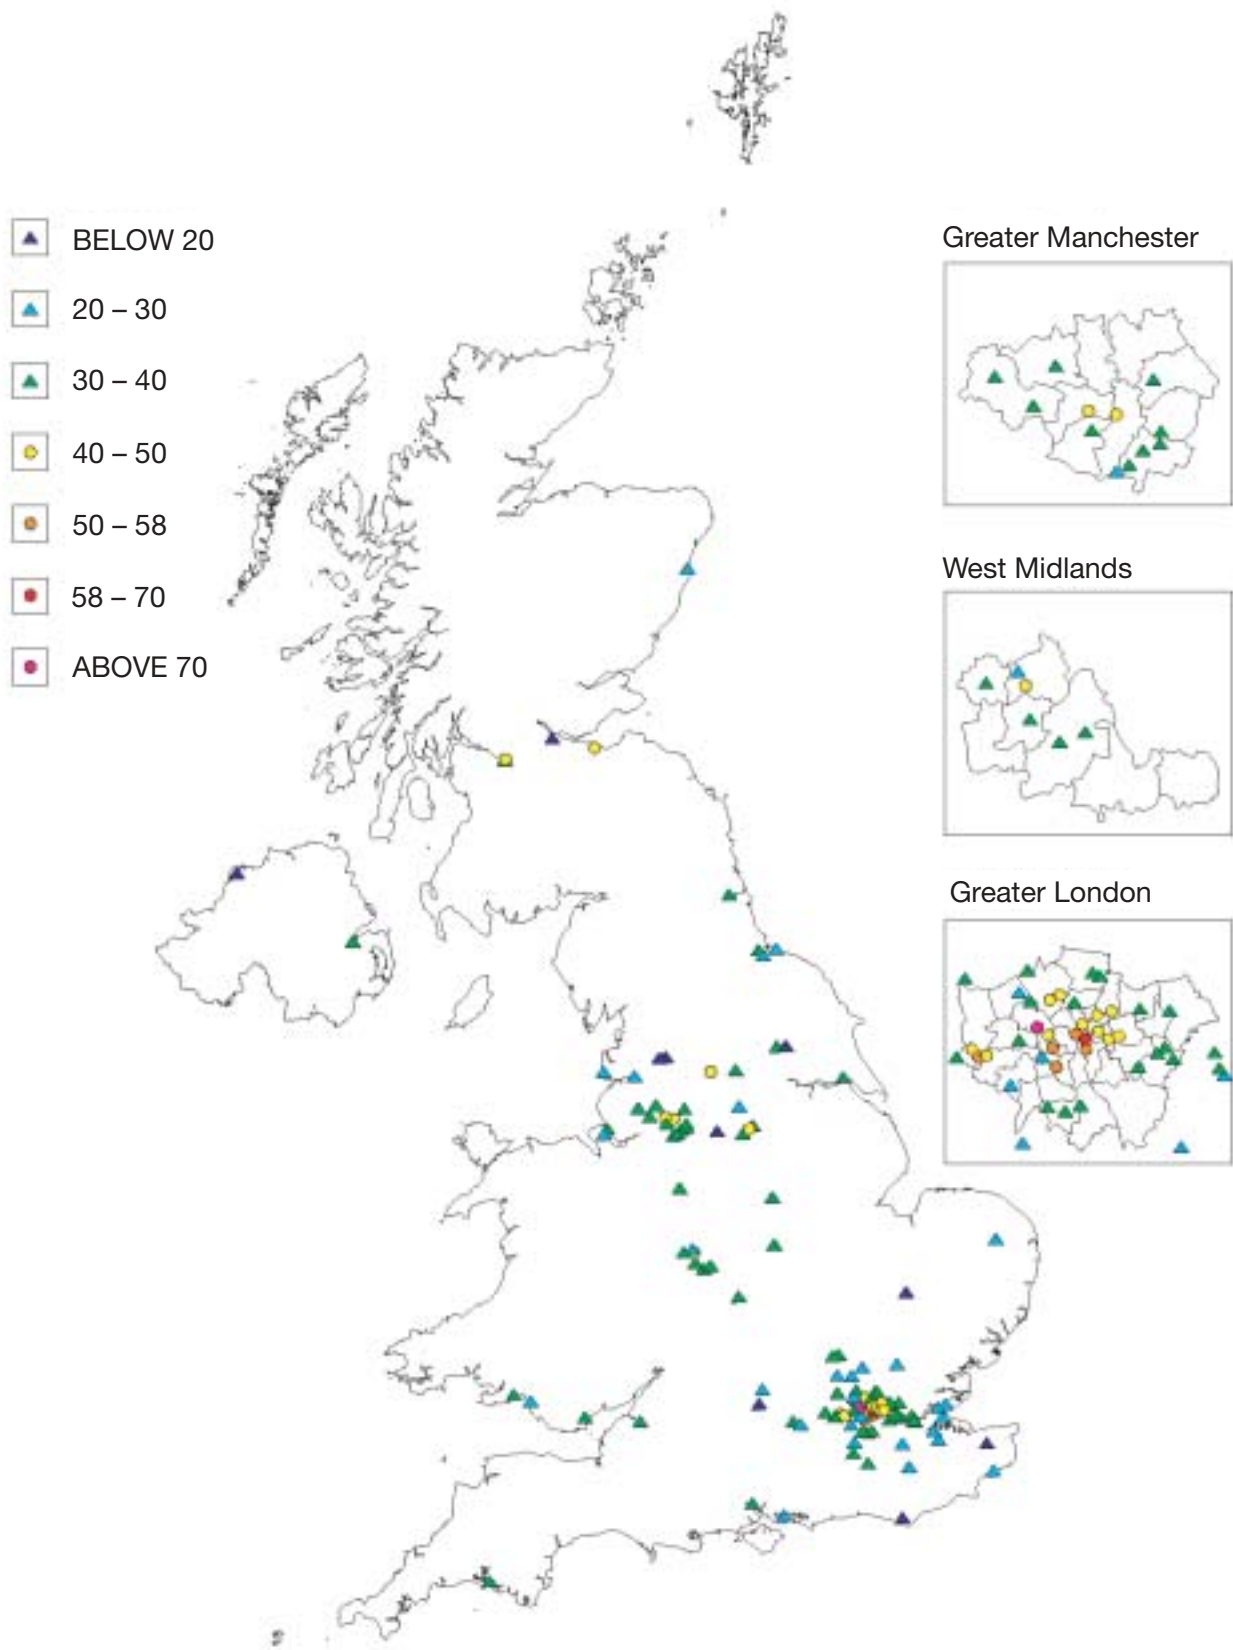 BELOW 20
20 – 30
30 – 40
40 – 50
50 – 58
58 – 70
ABOVE 70
Greater Manchester
West Midlands
Greater London